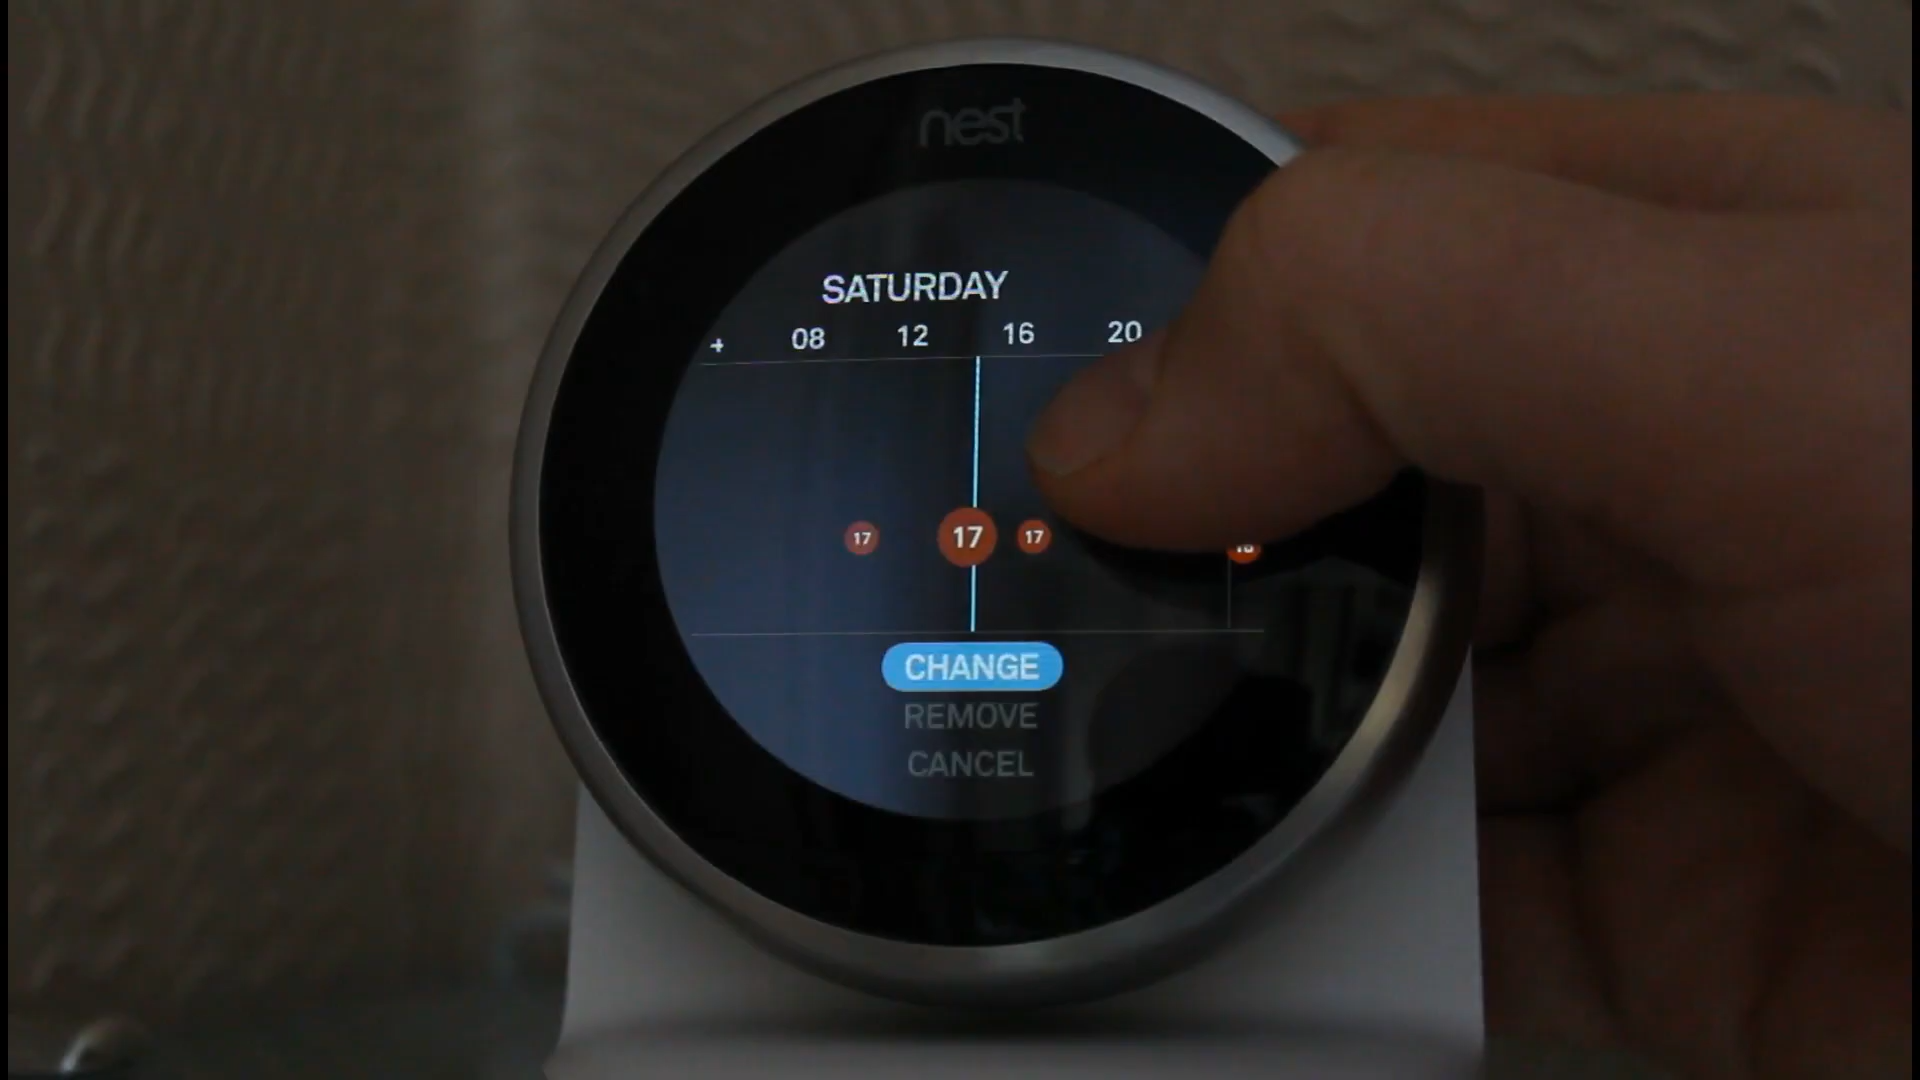 nest
SATURDAY
+ 08 12 16 20
17 17 17
CHANGE
REMOVE
CANCEL